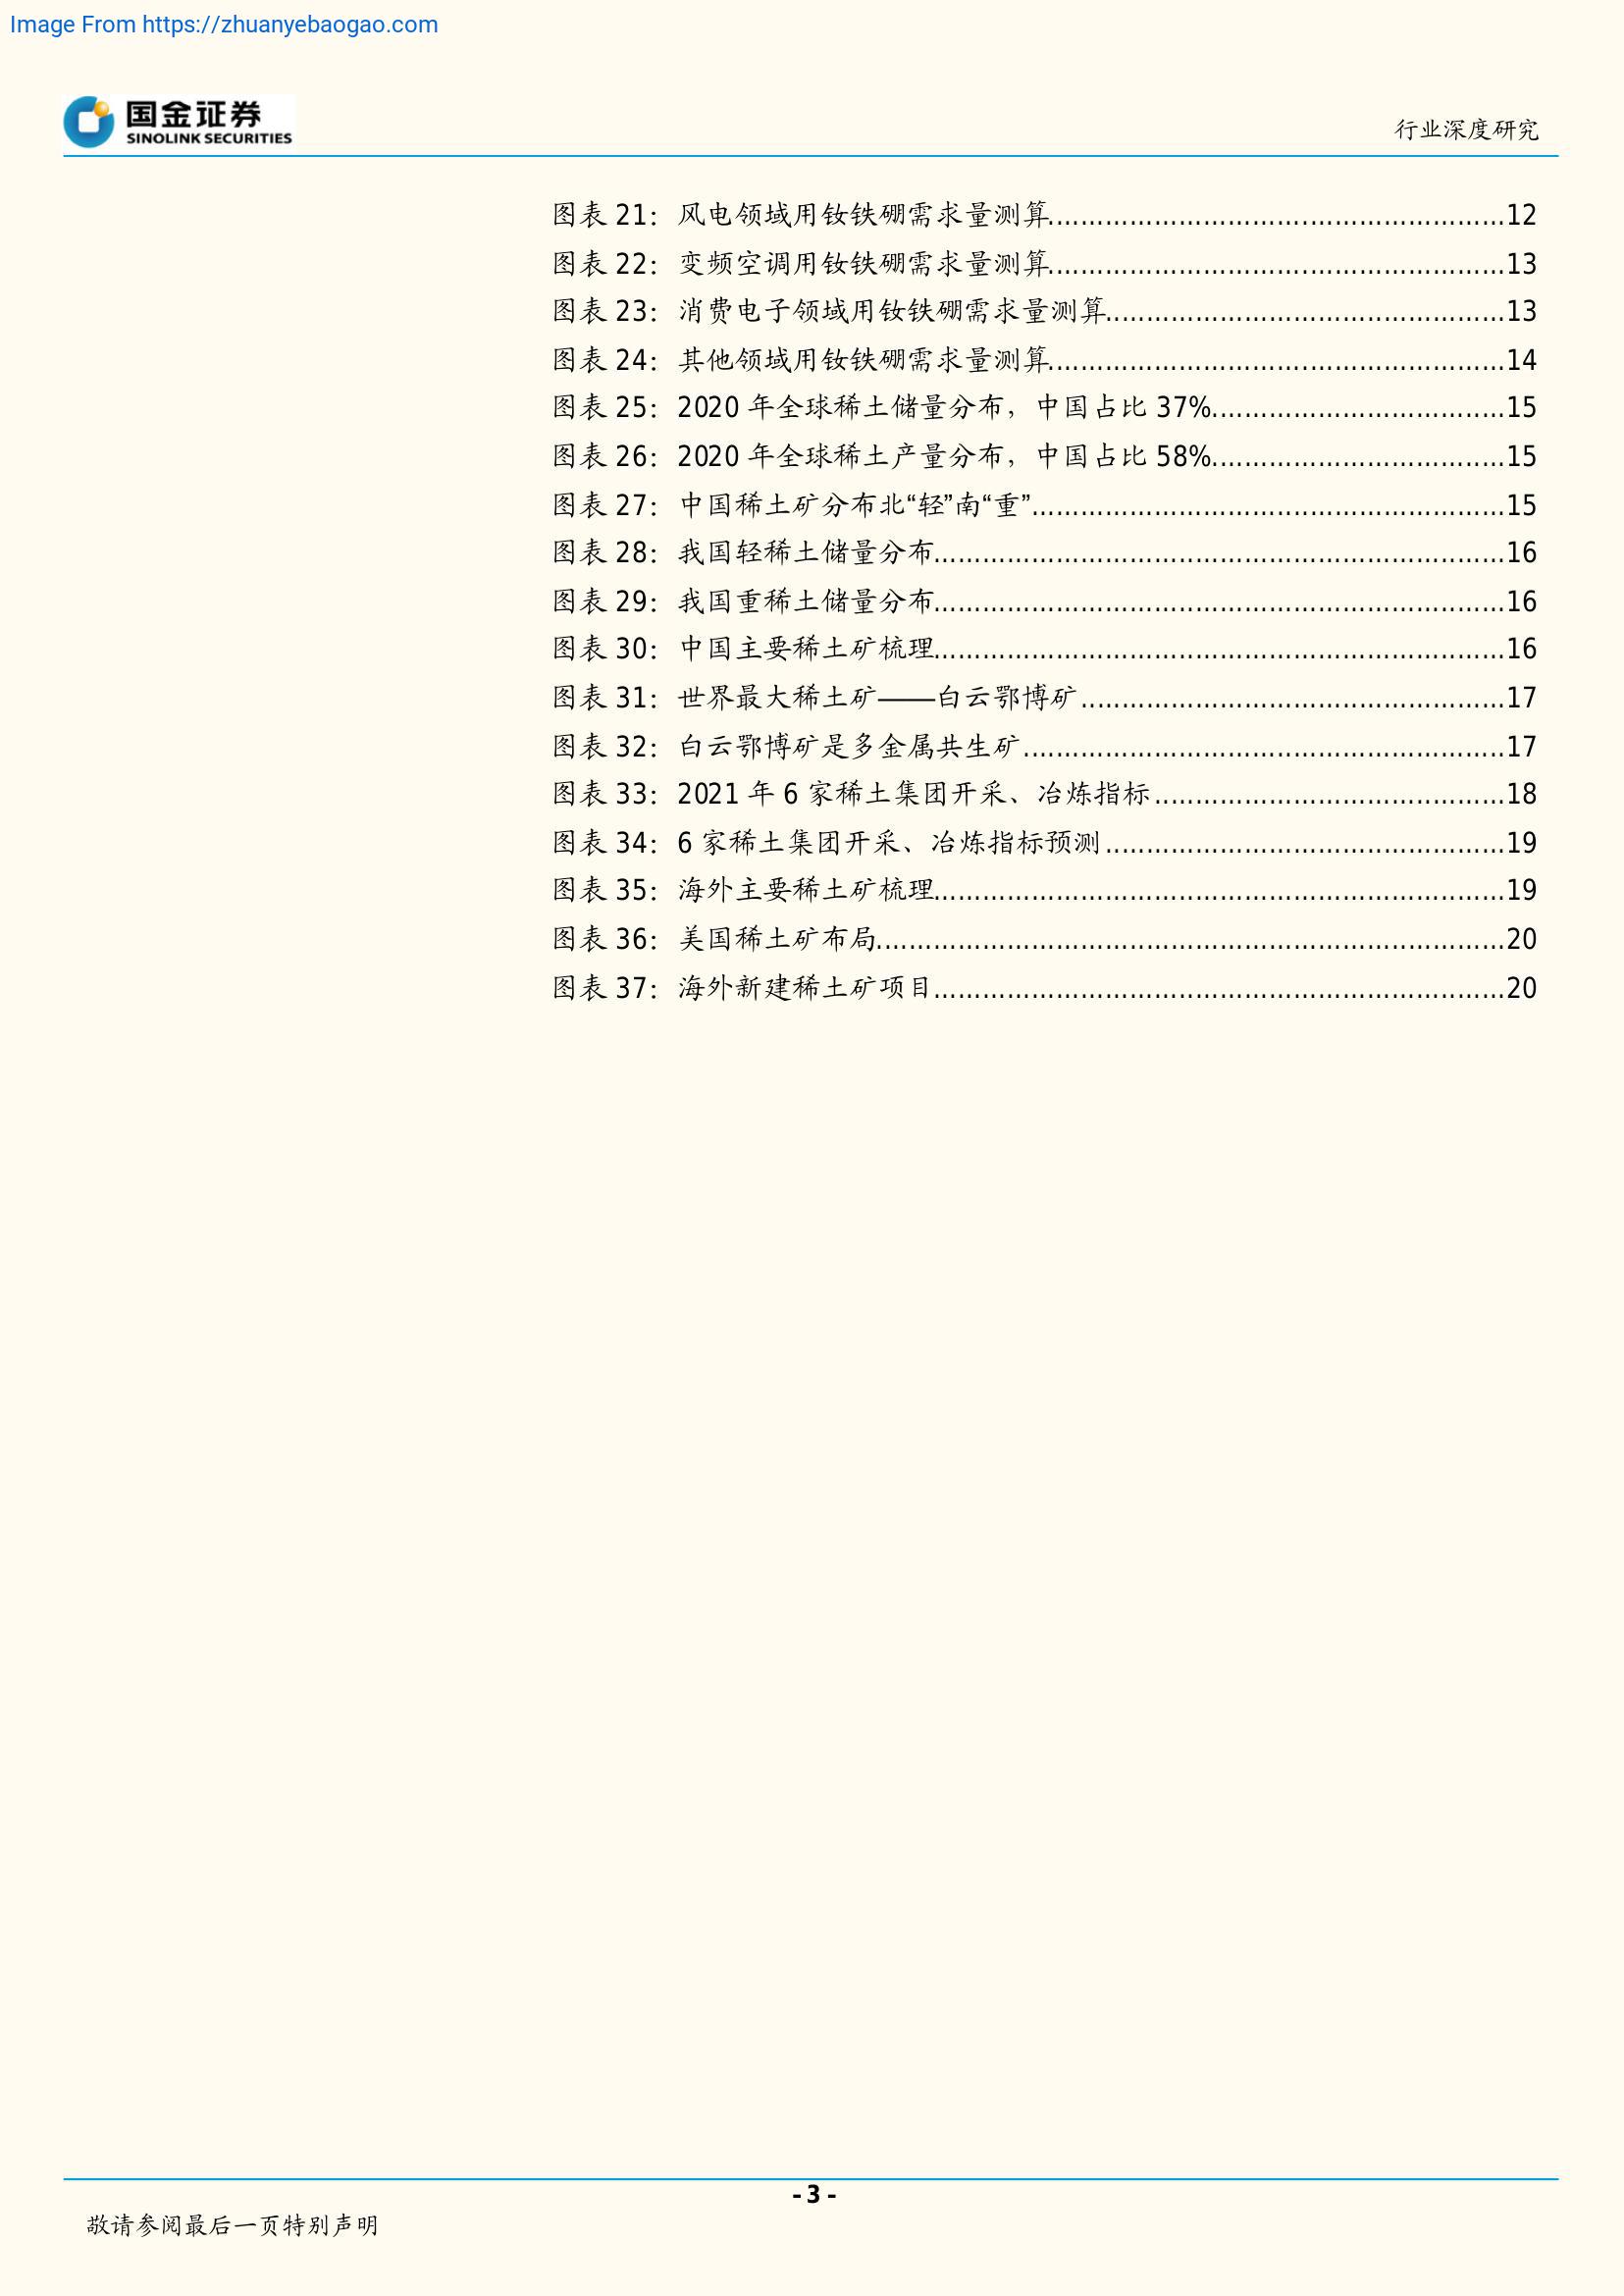 Image From https://zhuanyebaogao.com
国金证券
SINOLINK SECURITIES
行业深度研究
图表 21：风电领域用钕铁硼需求量测算................................................12
图表 22：变频空调用钕铁硼需求量测算................................................13
图表 23：消费电子领域用钕铁硼需求量测算................................................13
图表 24：其他领域用钕铁硼需求量测算................................................14
图表 25：2020 年全球稀土储量分布，中国占比 37%................................................15
图表 26：2020 年全球稀土产量分布，中国占比 58%................................................15
图表 27：中国稀土矿分布北“轻”南“重”................................................15
图表 28：我国轻稀土储量分布................................................16
图表 29：我国重稀土储量分布................................................16
图表 30：中国主要稀土矿梳理................................................16
图表 31：世界最大稀土矿——白云鄂博矿................................................17
图表 32：白云鄂博矿是多金属共生矿................................................17
图表 33：2021 年 6 家稀土集团开采、冶炼指标................................................18
图表 34：6 家稀土集团开采、冶炼指标预测................................................19
图表 35：海外主要稀土矿梳理................................................19
图表 36：美国稀土矿布局................................................20
图表 37：海外新建稀土矿项目................................................20
- 3 -
敬请参阅最后一页特别声明